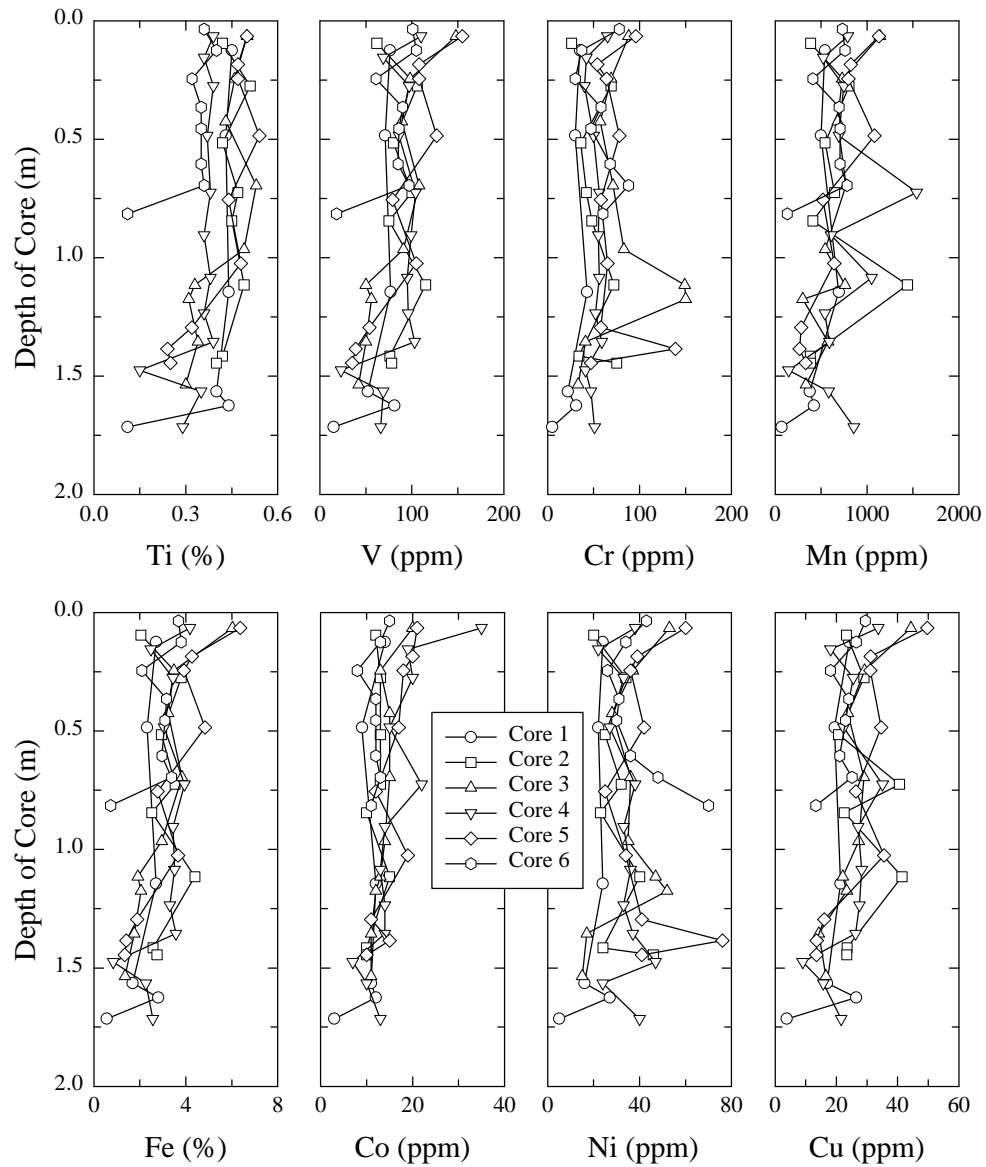 0.0
0.5
1.0
1.5
2.0
Depth of Core (m)
0.0 0.3 0.6
0 100 200
0 100 200
0 1000 2000
Ti (%)
V (ppm)
Cr (ppm)
Mn (ppm)
0.0
0.5
1.0
1.5
2.0
Depth of Core (m)
Core 1
Core 2
Core 3
Core 4
Core 5
Core 6
0 4 8
0 20 40
0 40 80
0 20 40 60
Fe (%)
Co (ppm)
Ni (ppm)
Cu (ppm)